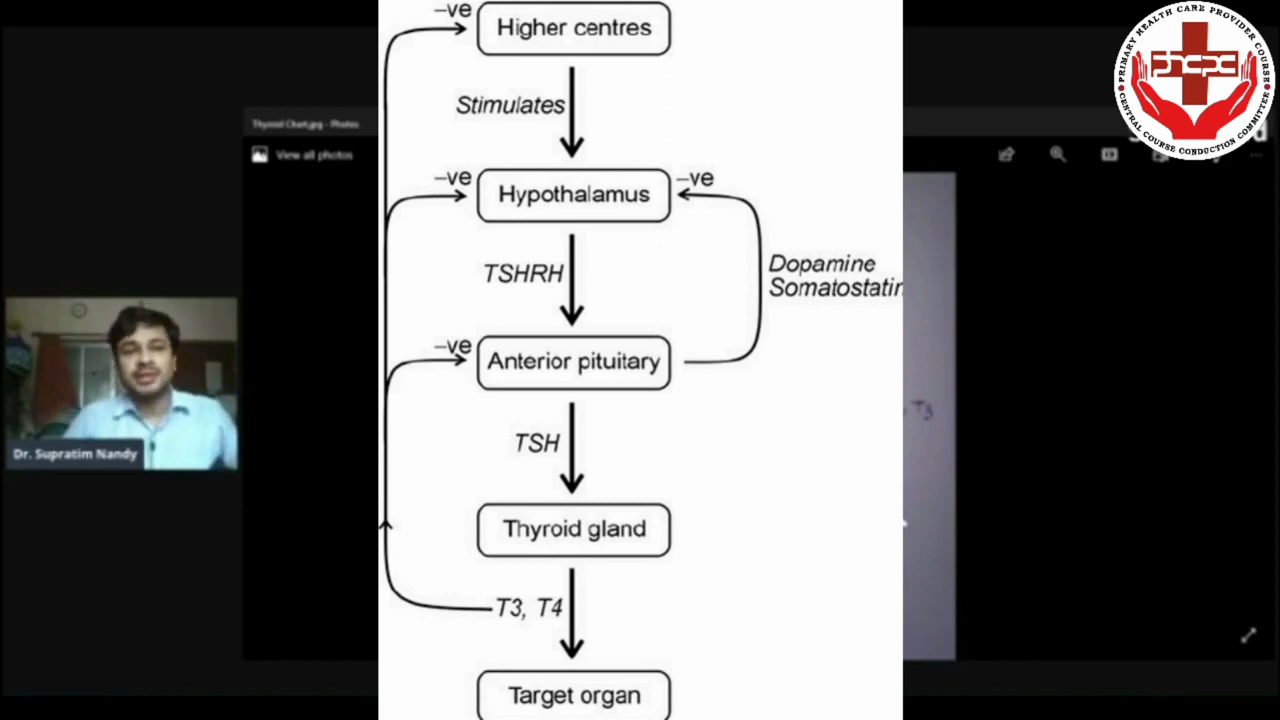 –ve
Higher centres
Stimulates
–ve
Hypothalamus
–ve
TSHRH
Dopamine
Somatostatin
–ve
Anterior pituitary
TSH
Thyroid gland
T3, T4
Target organ
Thyroid Chart.jpg - Photos
View all photos
Dr. Supratim Nandy
T3
PRIMARY HEALTH CARE PROVIDER COURSE
phcpc
CENTRAL COURSE CONDUCTION COMMITTEE